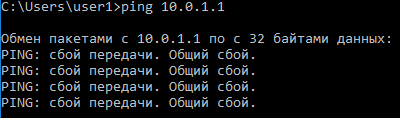 C:\Users\user1>ping 10.0.1.1
Обмен пакетами с 10.0.1.1 по с 32 байтами данных:
PING: сбой передачи. Общий сбой.
PING: сбой передачи. Общий сбой.
PING: сбой передачи. Общий сбой.
PING: сбой передачи. Общий сбой.